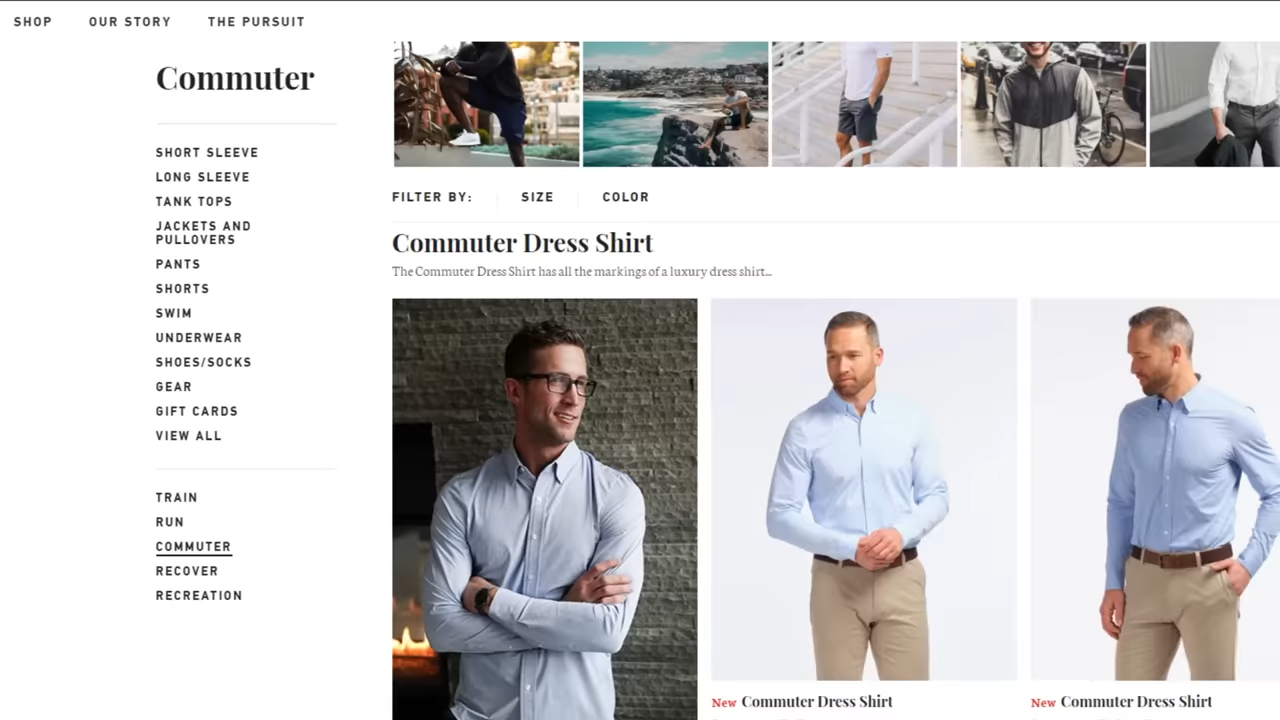 SHOP
OUR STORY
THE PURSUIT
Commuter
SHORT SLEEVE
LONG SLEEVE
TANK TOPS
JACKETS AND
PULLOVERS
PANTS
SHORTS
SWIM
UNDERWEAR
SHOES/SOCKS
GEAR
GIFT CARDS
VIEW ALL
TRAIN
RUN
COMMUTER
RECOVER
RECREATION
FILTER BY:
SIZE
COLOR
Commuter Dress Shirt
The Commuter Dress Shirt has all the markings of a luxury dress shirt...
New Commuter Dress Shirt
New Commuter Dress Shirt